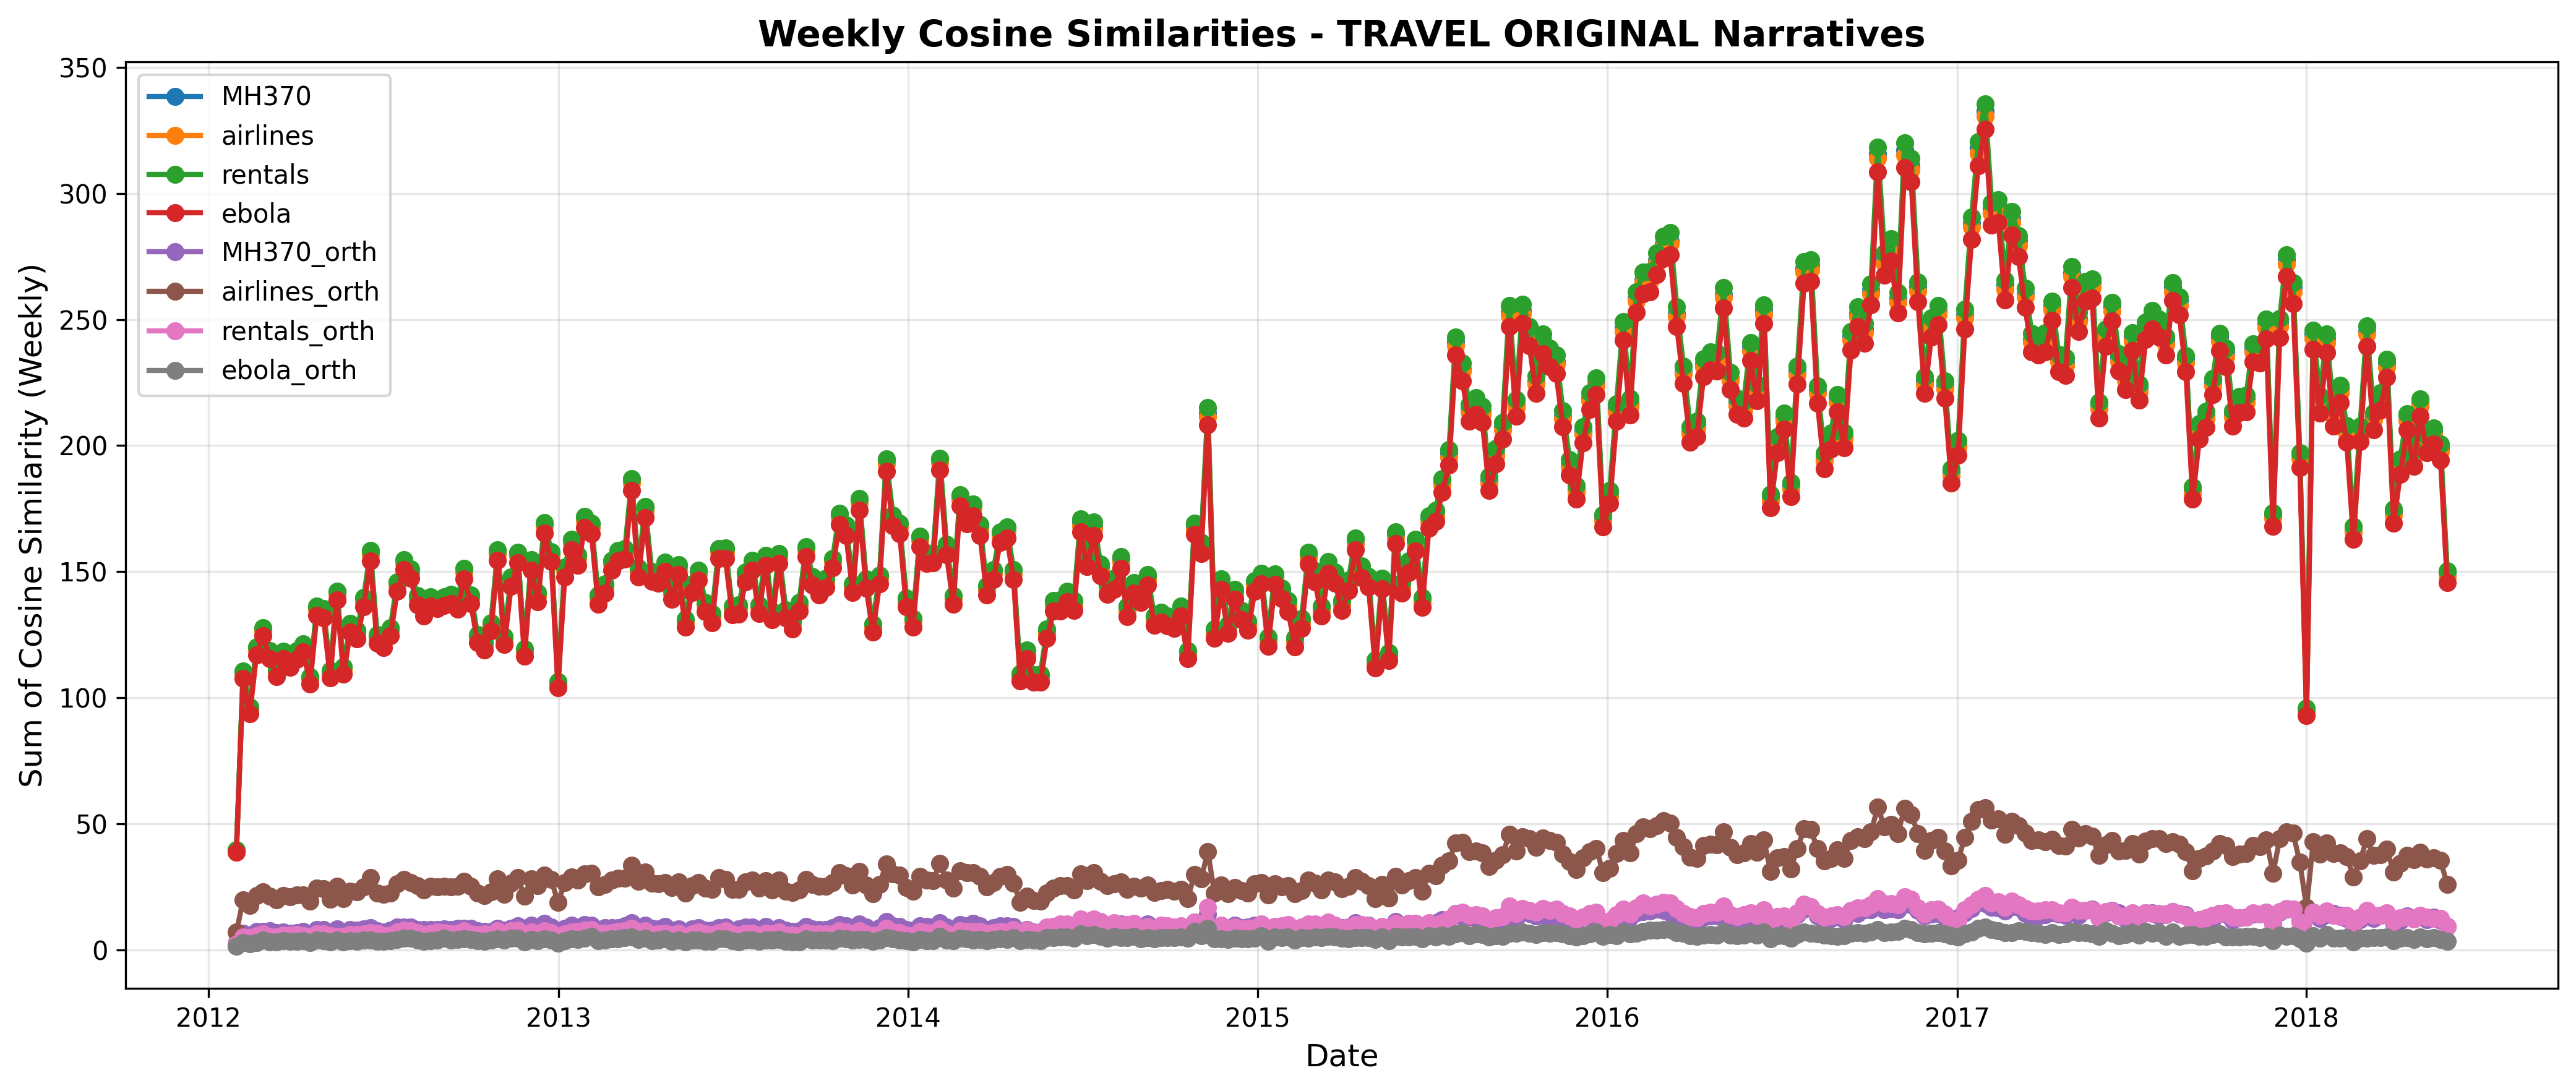 Weekly Cosine Similarities - TRAVEL ORIGINAL Narratives
Sum of Cosine Similarity (Weekly)
350
300
250
200
150
100
50
0
MH370
airlines
rentals
ebola
MH370_orth
airlines_orth
rentals_orth
ebola_orth
2012 2013 2014 2015 2016 2017 2018
Date